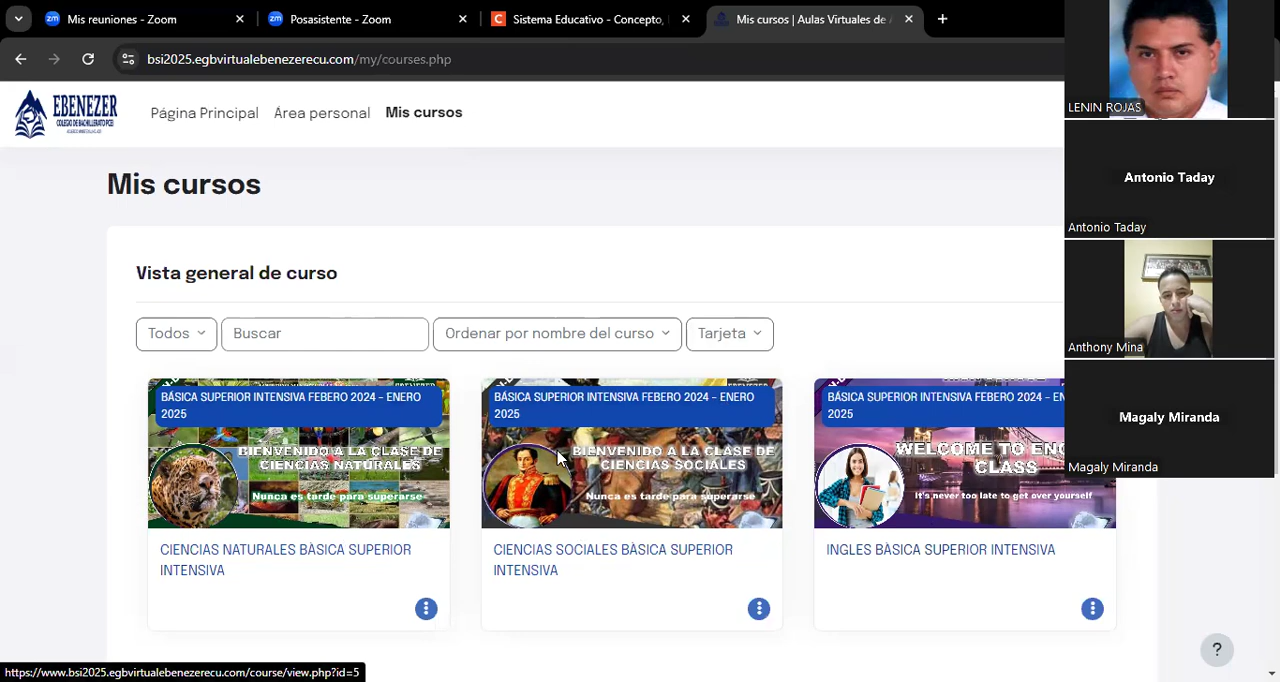 Mis reuniones - Zoom
Posasistente - Zoom
Sistema Educativo - Concepto,
Mis cursos | Aulas Virtuales de
bsi2025.egbvirtualebenezerecu.com/my/courses.php
EBENEZER
COLEGIO DE BACHILLERATO PCEI
Página Principal
Área personal
Mis cursos
LENIN ROJAS
Antonio Taday
Antonio Taday
Anthony Mina
Magaly Miranda
Magaly Miranda
Mis cursos
Vista general de curso
Todos
Buscar
Ordenar por nombre del curso
Tarjeta
BÁSICA SUPERIOR INTENSIVA FEBERO 2024 - ENERO
2025
BIENVENIDO A LA CLASE DE
CIENCIAS NATURALES
Nunca es tarde para superarse
CIENCIAS NATURALES BÁSICA SUPERIOR
INTENSIVA
BÁSICA SUPERIOR INTENSIVA FEBERO 2024 - ENERO
2025
BIENVENIDO A LA CLASE DE
CIENCIAS SOCIALES
Nunca es tarde para superarse
CIENCIAS SOCIALES BÁSICA SUPERIOR
INTENSIVA
BÁSICA SUPERIOR INTENSIVA FEBERO 2024 - EN
2025
WELCOME TO ENG
CLASS
It's never too late to get over yourself
INGLES BÁSICA SUPERIOR INTENSIVA
?
https://www.bsi2025.egbvirtualebenezerecu.com/course/view.php?id=5